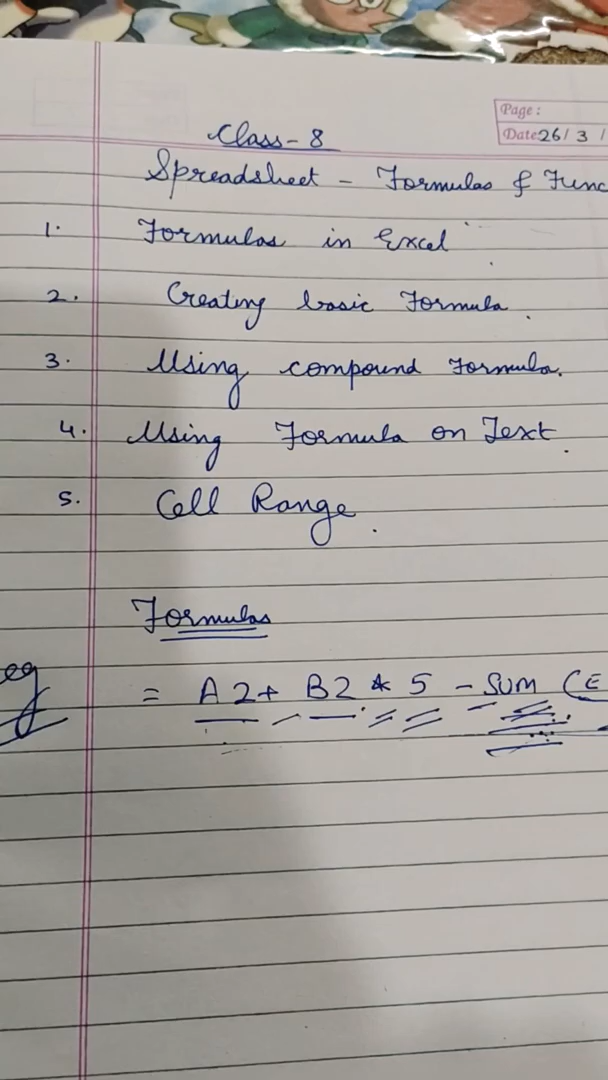 Page:
Date: 26/3/
Class-8
Spreadsheet - Formulas & Func
1. Formulas in Excel
2. Creating basic Formula.
3. Using compound Formula.
4. Using Formula on Text.
5. Cell Range.
Formulas
eg = A2+ B2 * 5 - SUM (E